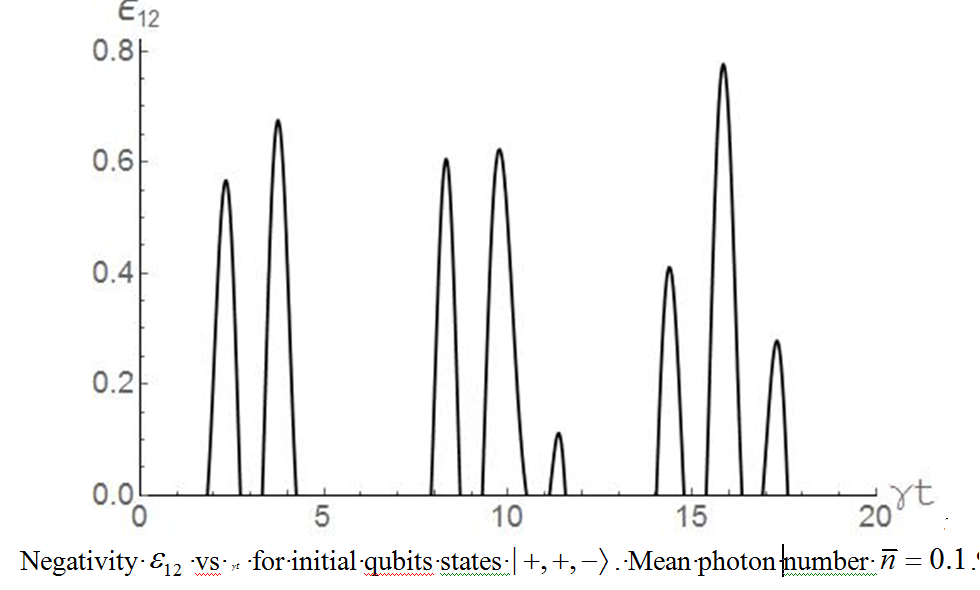 ϵ12
0.8
0.6
0.4
0.2
0.0
0 5 10 15 20 γt
Negativity ε12 vs γt for initial qubits states |+,+,−⟩. Mean photon number n̅ = 0.1.